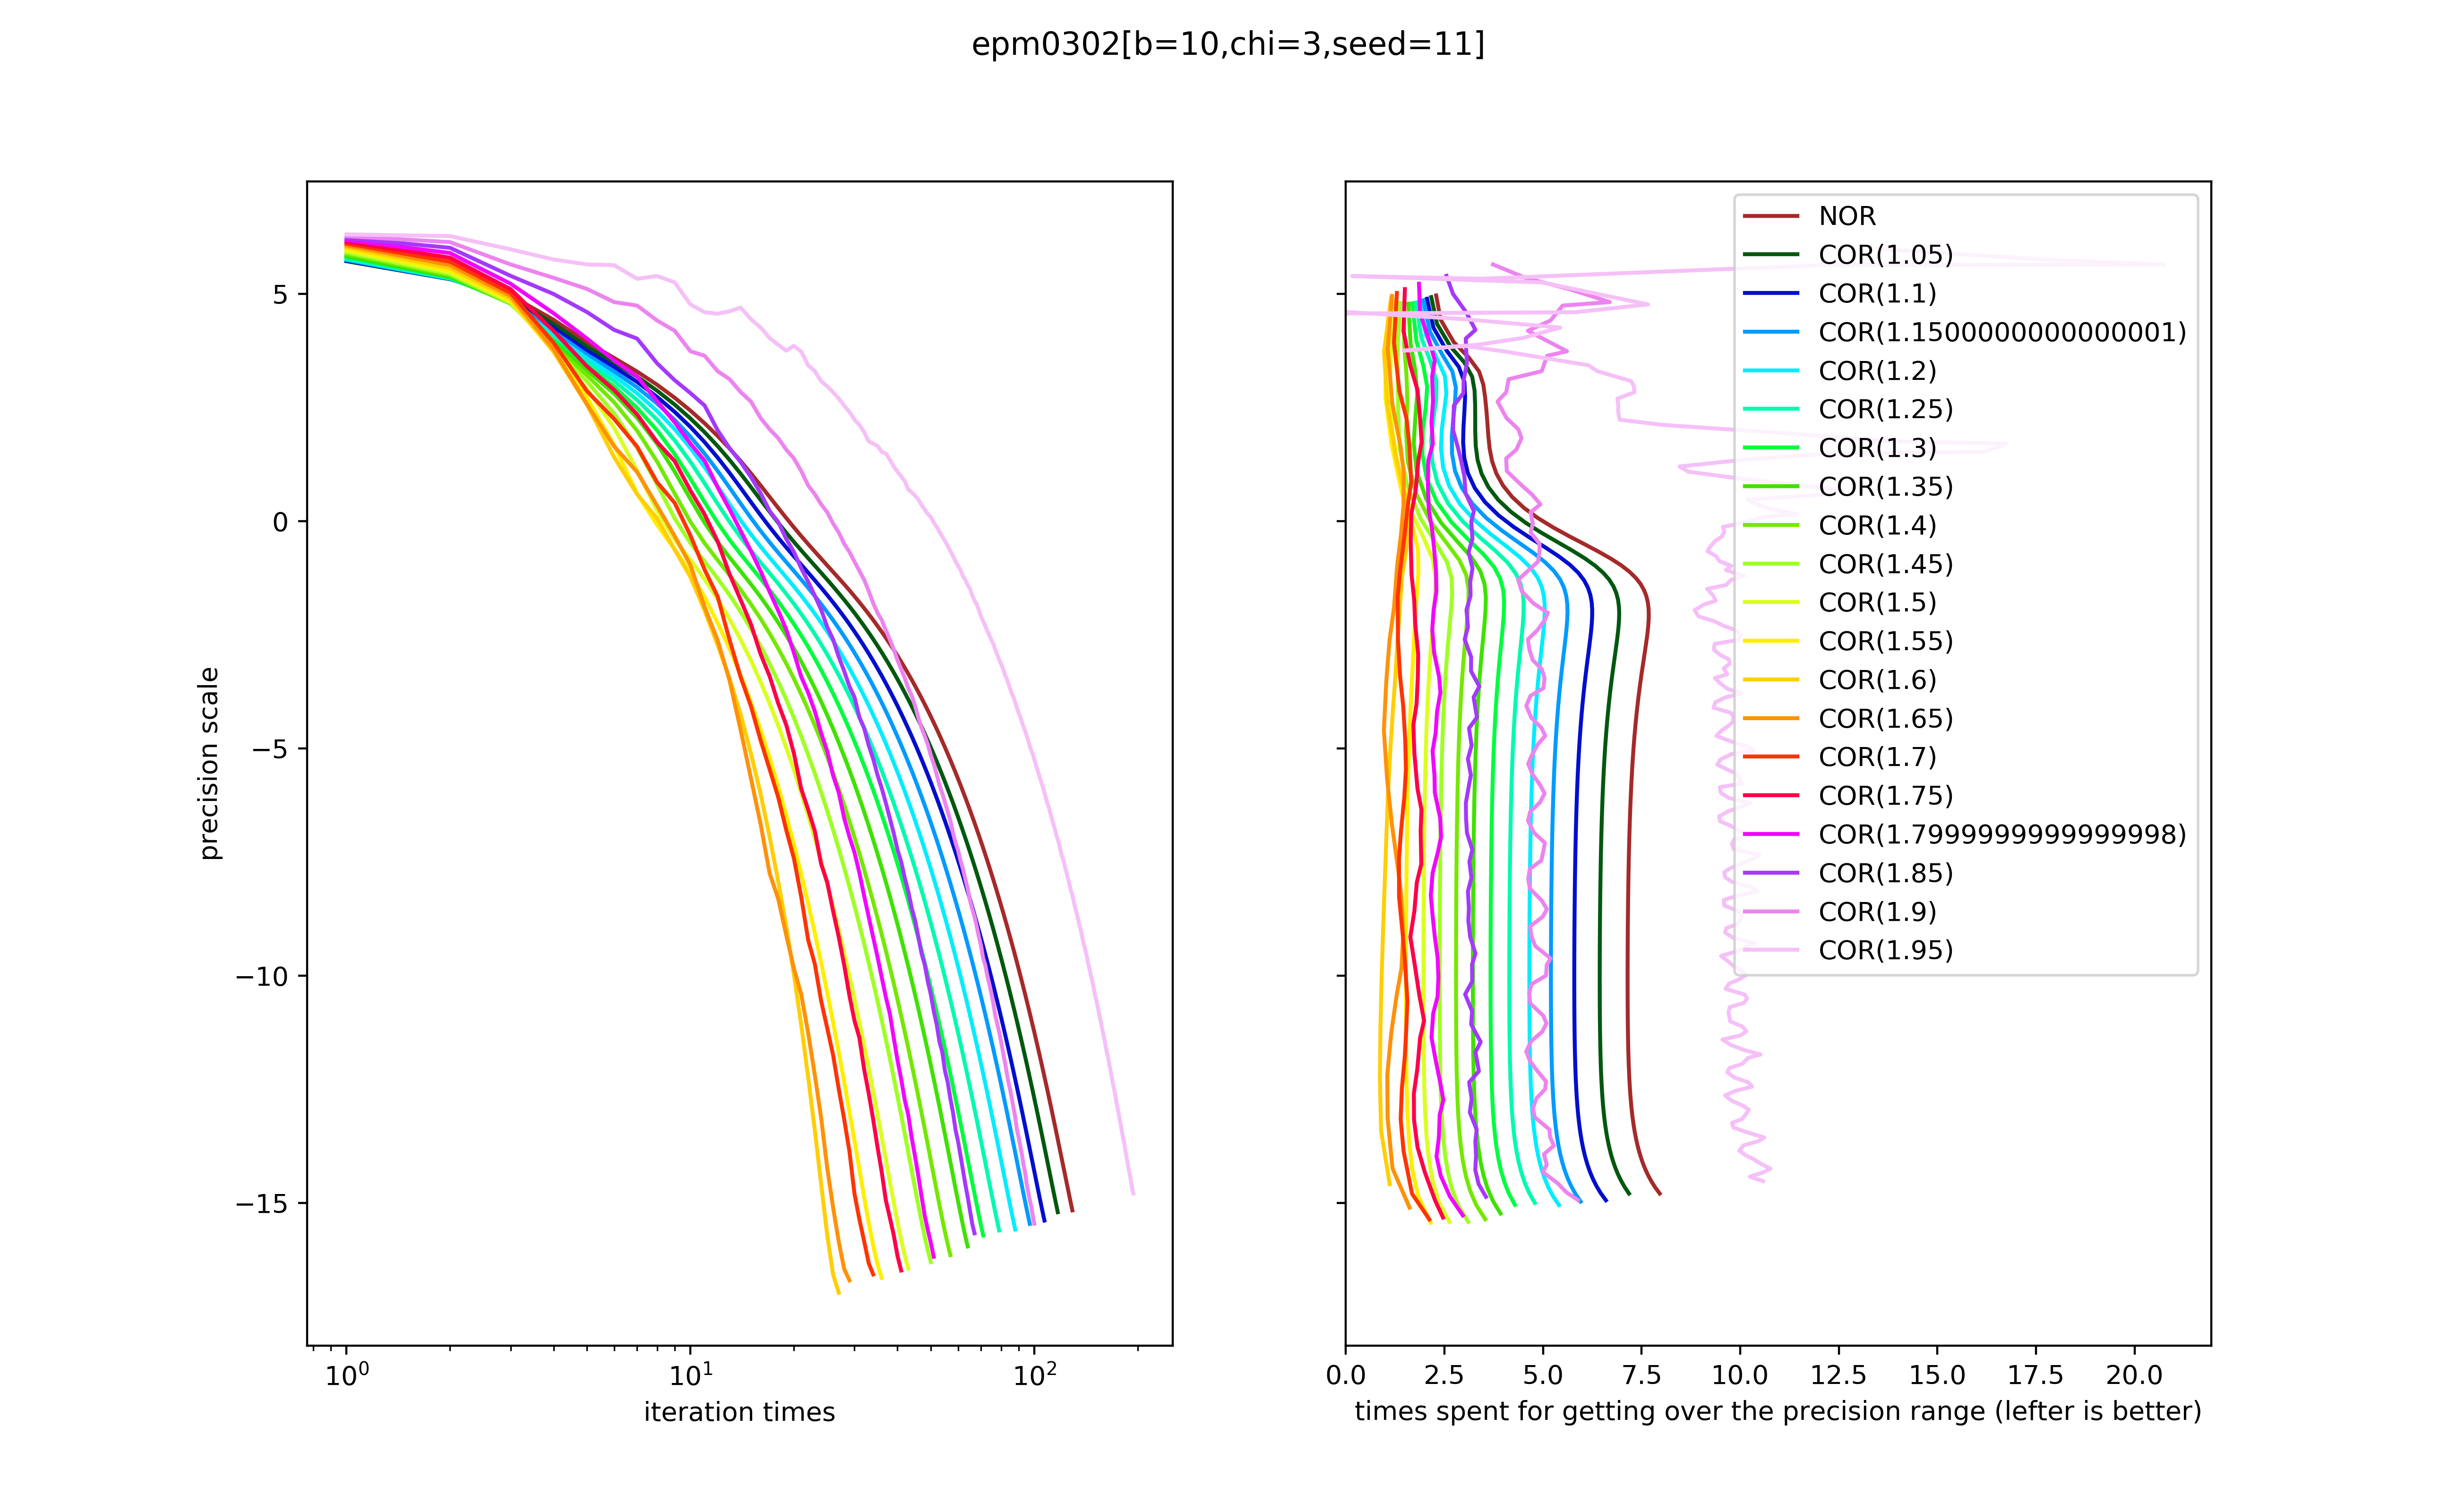 epm0302[b=10,chi=3,seed=11]
precision scale
5
0
−5
−10
−15
10⁰
10¹
10²
iteration times
NOR
COR(1.05)
COR(1.1)
COR(1.1500000000000001)
COR(1.2)
COR(1.25)
COR(1.3)
COR(1.35)
COR(1.4)
COR(1.45)
COR(1.5)
COR(1.55)
COR(1.6)
COR(1.65)
COR(1.7)
COR(1.75)
COR(1.7999999999999998)
COR(1.85)
COR(1.9)
COR(1.95)
0.0 2.5 5.0 7.5 10.0 12.5 15.0 17.5 20.0
times spent for getting over the precision range (lefter is better)